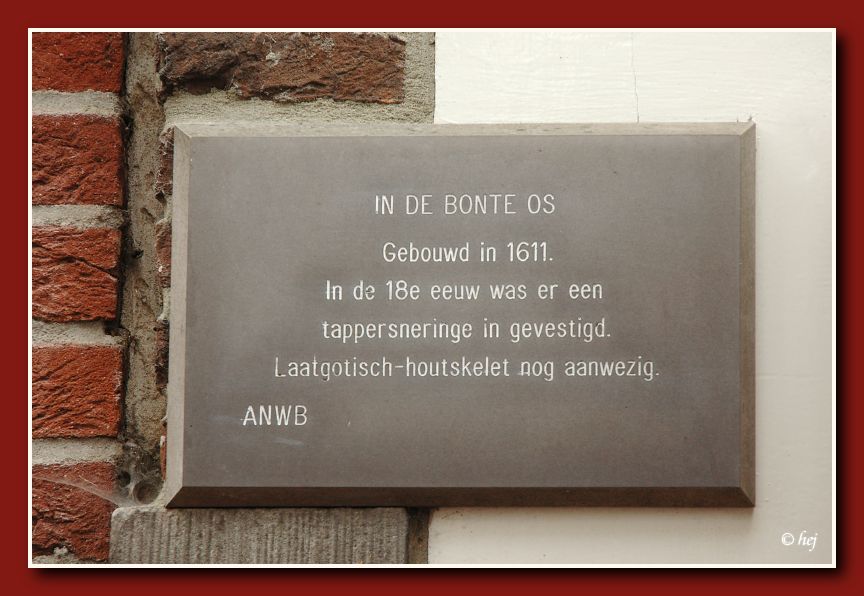 IN DE BONTE OS
Gebouwd in 1611.
In de 18e eeuw was er een
tappersneringe in gevestigd.
Laatgotisch-houtskelet nog aanwezig.
ANWB
© hej